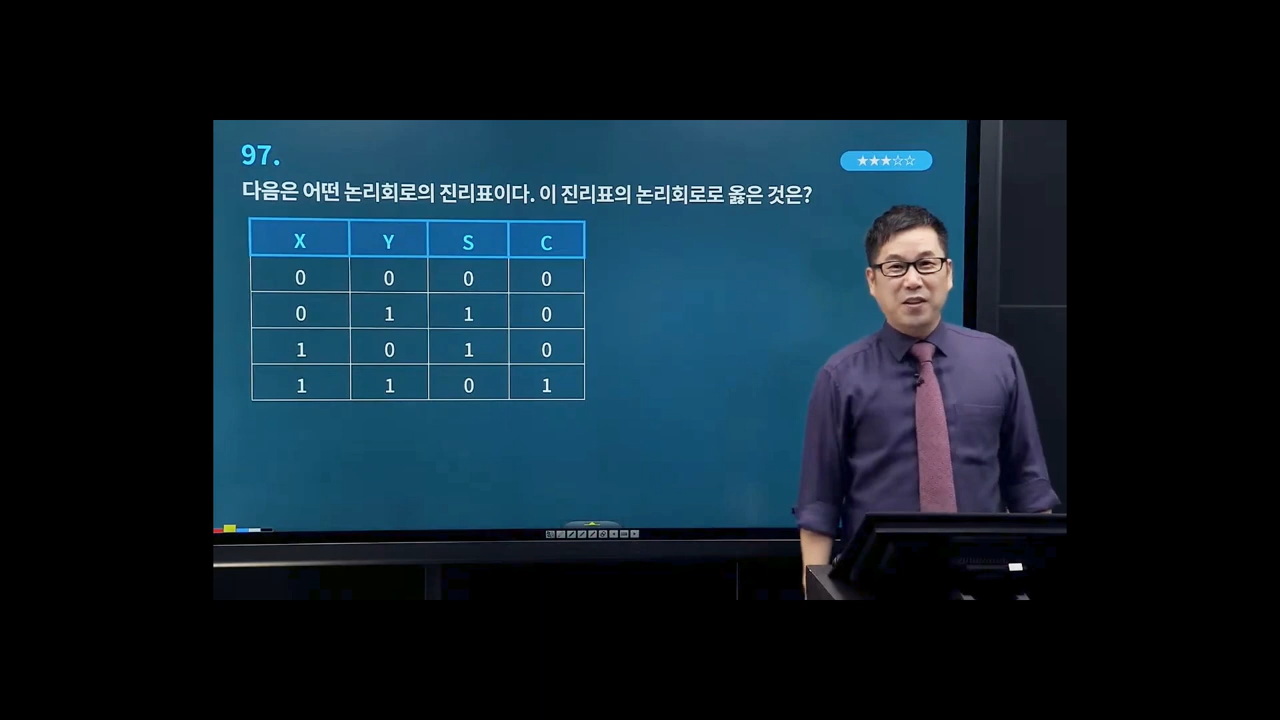 97.
★★★☆☆
다음은 어떤 논리회로의 진리표이다. 이 진리표의 논리회로로 옳은 것은?
X Y S C
0 0 0 0
0 1 1 0
1 0 1 0
1 1 0 1